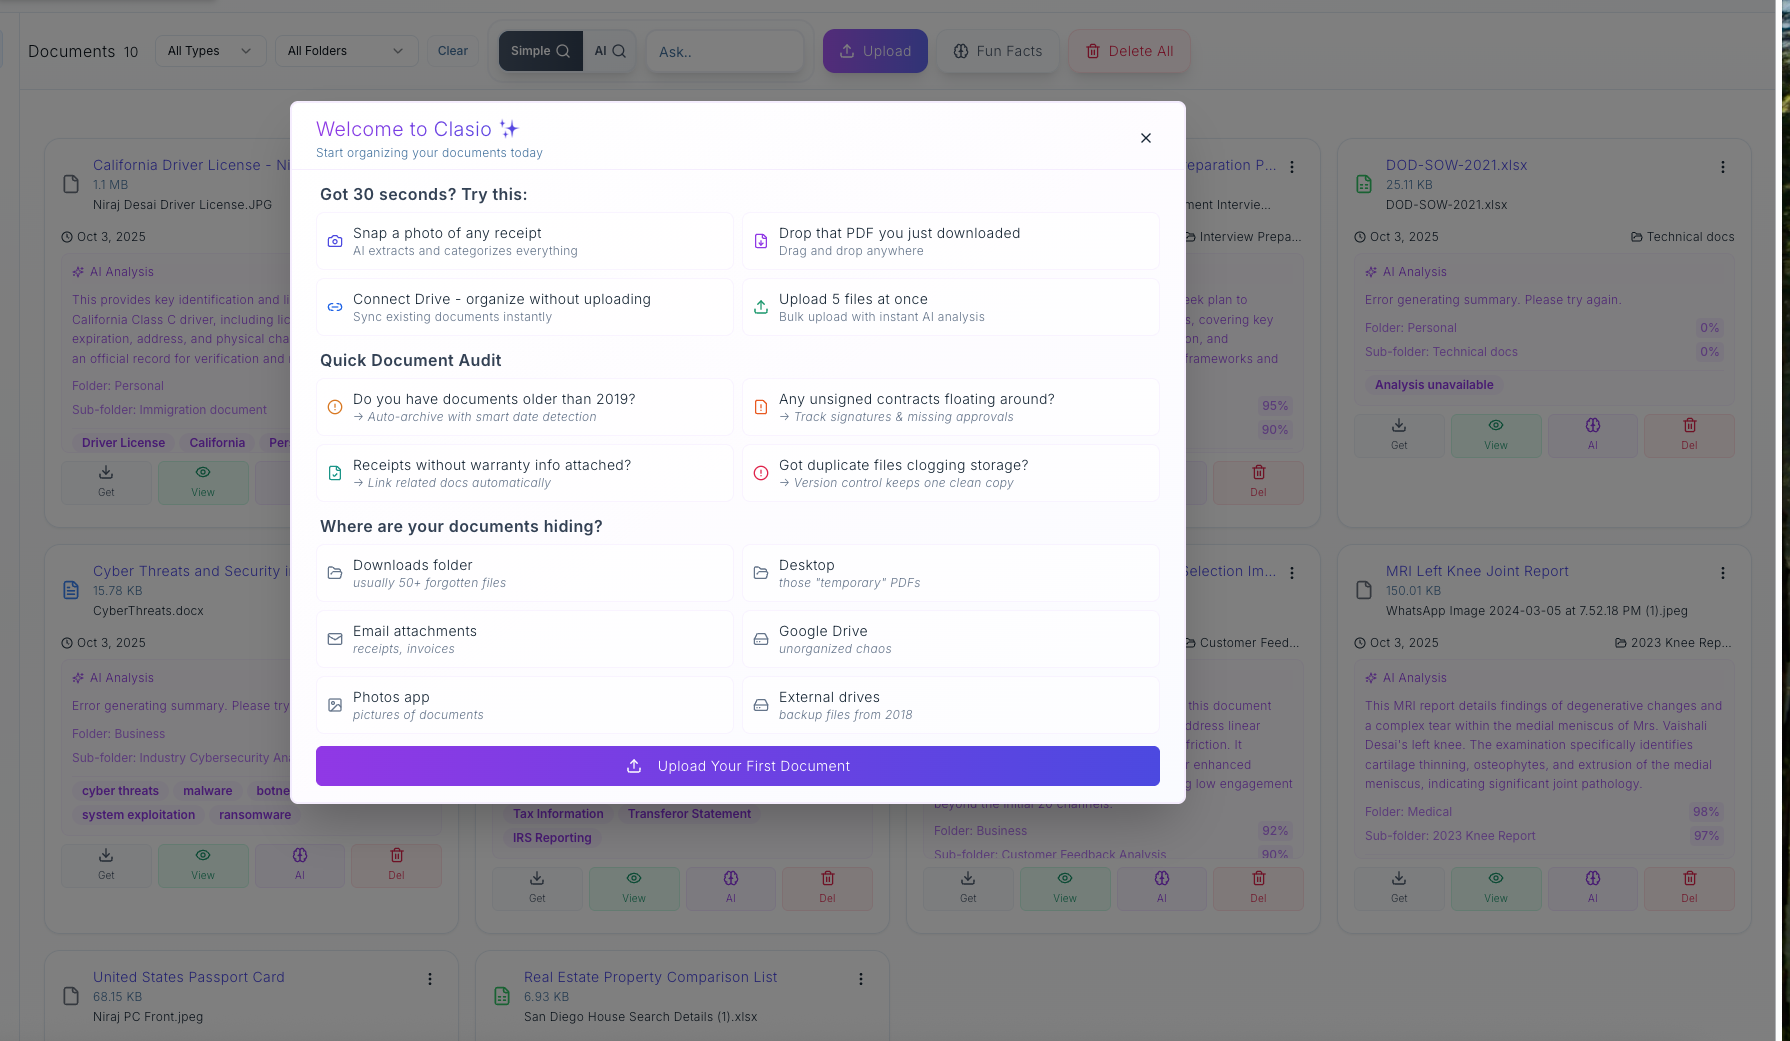 Documents 10
All Types
All Folders
Clear
Simple
AI
Ask..
Upload
Fun Facts
Delete All
Welcome to Clasio
Start organizing your documents today
Got 30 seconds? Try this:
Snap a photo of any receipt
AI extracts and categorizes everything
Drop that PDF you just downloaded
Drag and drop anywhere
Connect Drive - organize without uploading
Sync existing documents instantly
Upload 5 files at once
Bulk upload with instant AI analysis
Quick Document Audit
Do you have documents older than 2019?
→ Auto-archive with smart date detection
Any unsigned contracts floating around?
→ Track signatures & missing approvals
Receipts without warranty info attached?
→ Link related docs automatically
Got duplicate files clogging storage?
→ Version control keeps one clean copy
Where are your documents hiding?
Downloads folder
usually 50+ forgotten files
Desktop
those "temporary" PDFs
Email attachments
receipts, invoices
Google Drive
unorganized chaos
Photos app
pictures of documents
External drives
backup files from 2018
Upload Your First Document
California Driver License - Ni
1.1 MB
Niraj Desai Driver License.JPG
Oct 3, 2025
AI Analysis
This provides key identification and li
California Class C driver, including lic
expiration, address, and physical cha
an official record for verification and
Folder: Personal
Sub-folder: Immigration document
Driver License
California
Per
Get
View
eparation P...
ment Intervie...
Interview Prepa...
eek plan to
s, covering key
on, and
frameworks and
95%
90%
Del
DOD-SOW-2021.xlsx
25.11 KB
DOD-SOW-2021.xlsx
Oct 3, 2025
Technical docs
AI Analysis
Error generating summary. Please try again.
Folder: Personal
0%
Sub-folder: Technical docs
0%
Analysis unavailable
Get
View
AI
Del
Cyber Threats and Security i
15.78 KB
CyberThreats.docx
Oct 3, 2025
AI Analysis
Error generating summary. Please try
Folder: Business
Sub-folder: Industry Cybersecurity An
cyber threats
malware
botne
system exploitation
ransomware
Get
View
AI
Del
Tax Information
Transferor Statement
IRS Reporting
Get
View
AI
Del
Selection Im...
Customer Feed...
this document
ddress linear
friction. It
r enhanced
g low engagement
beyond the initial 20 channels.
Folder: Business
92%
Sub-folder: Customer Feedback Analysis
90%
Get
View
AI
Del
MRI Left Knee Joint Report
150.01 KB
WhatsApp Image 2024-03-05 at 7.52.18 PM (1).jpeg
Oct 3, 2025
2023 Knee Rep...
AI Analysis
This MRI report details findings of degenerative changes and
a complex tear within the medial meniscus of Mrs. Vaishali
Desai's left knee. The examination specifically identifies
cartilage thinning, osteophytes, and extrusion of the medial
meniscus, indicating significant joint pathology.
Folder: Medical
98%
Sub-folder: 2023 Knee Report
97%
Get
View
AI
Del
United States Passport Card
68.15 KB
Niraj PC Front.jpeg
Real Estate Property Comparison List
6.93 KB
San Diego House Search Details (1).xlsx